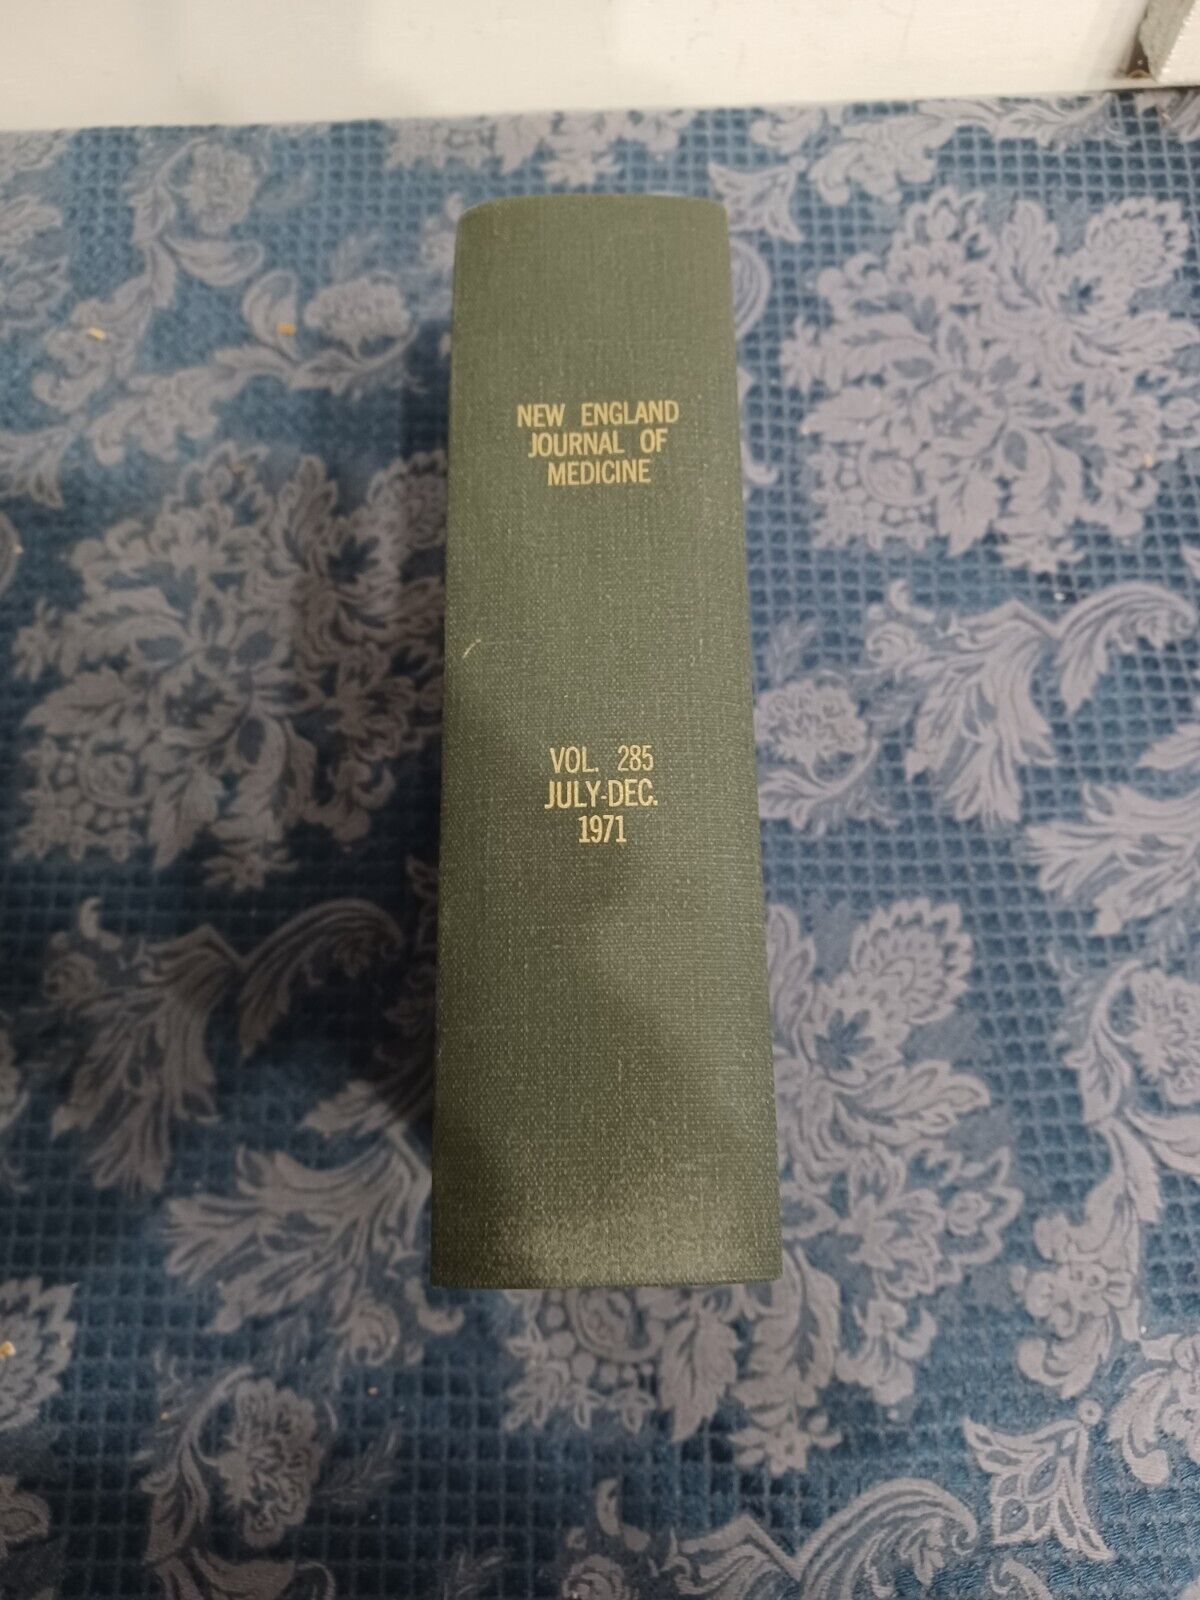 NEW ENGLAND
JOURNAL OF
MEDICINE
VOL. 285
JULY-DEC.
1971